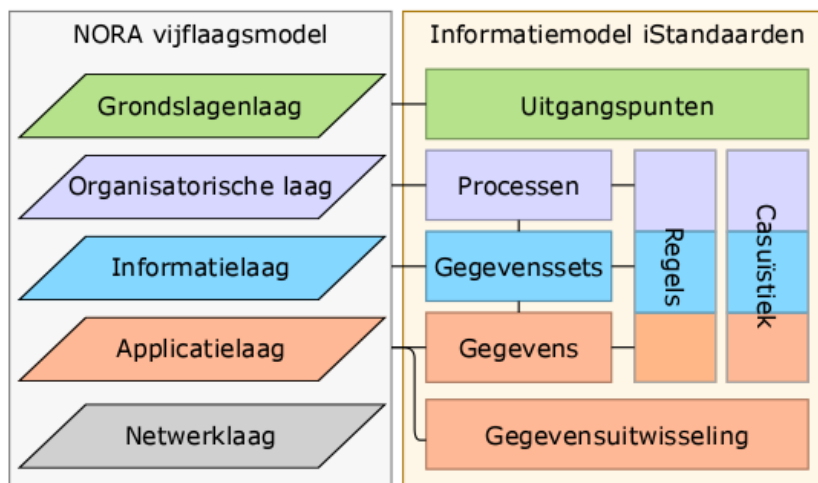 NORA vijflaagsmodel
Grondslagenlaag
Organisatorische laag
Informatielaag
Applicatielaag
Netwerklaag
Informatiemodel iStandaarden
Uitgangspunten
Processen
Gegevenssets
Gegevens
Regels
Casuïstiek
Gegevensuitwisseling